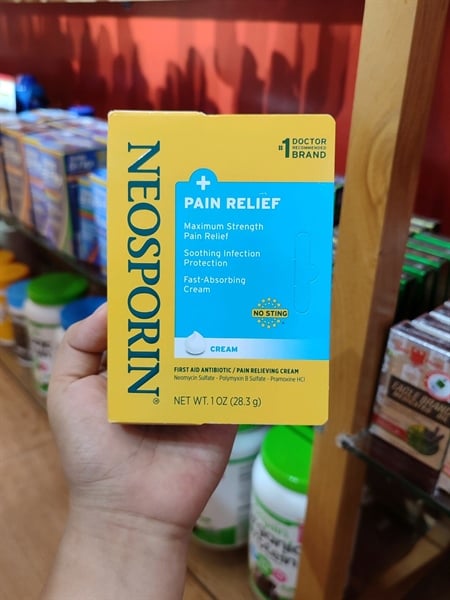 NEOSPORIN®
#1 DOCTOR
RECOMMENDED
BRAND
PAIN RELIEF
Maximum Strength
Pain Relief
Soothing Infection
Protection
Fast-Absorbing
Cream
NO STING
CREAM
FIRST AID ANTIBIOTIC / PAIN RELIEVING CREAM
Neomycin Sulfate - Polymyxin B Sulfate - Pramoxine HCl
NET WT. 1 OZ (28.3 g)
EAGLE BRAND